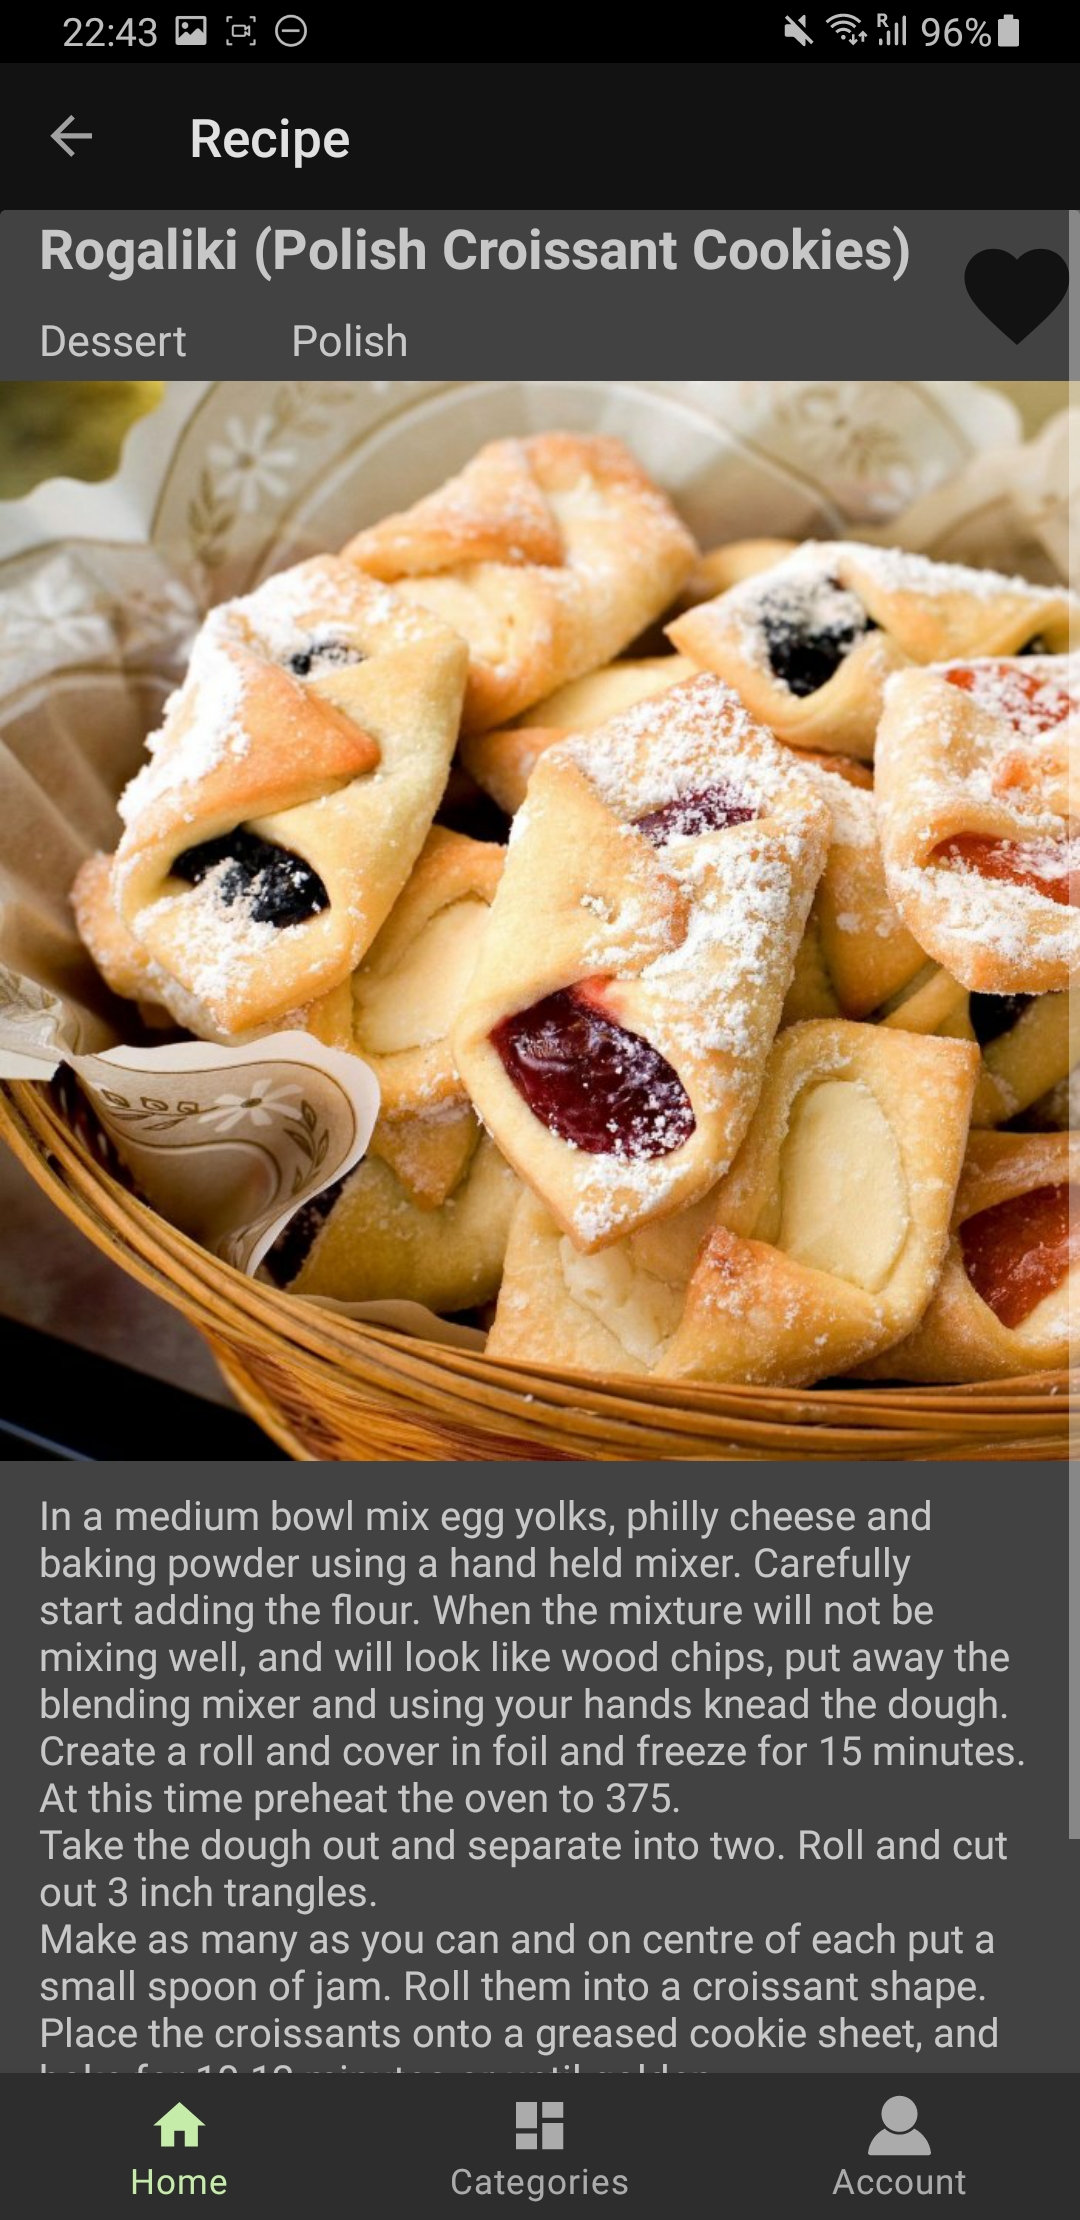 22:43
R
96%
Recipe
Rogaliki (Polish Croissant Cookies)
Dessert Polish
In a medium bowl mix egg yolks, philly cheese and
baking powder using a hand held mixer. Carefully
start adding the flour. When the mixture will not be
mixing well, and will look like wood chips, put away the
blending mixer and using your hands knead the dough.
Create a roll and cover in foil and freeze for 15 minutes.
At this time preheat the oven to 375.
Take the dough out and separate into two. Roll and cut
out 3 inch trangles.
Make as many as you can and on centre of each put a
small spoon of jam. Roll them into a croissant shape.
Place the croissants onto a greased cookie sheet, and
Home Categories Account